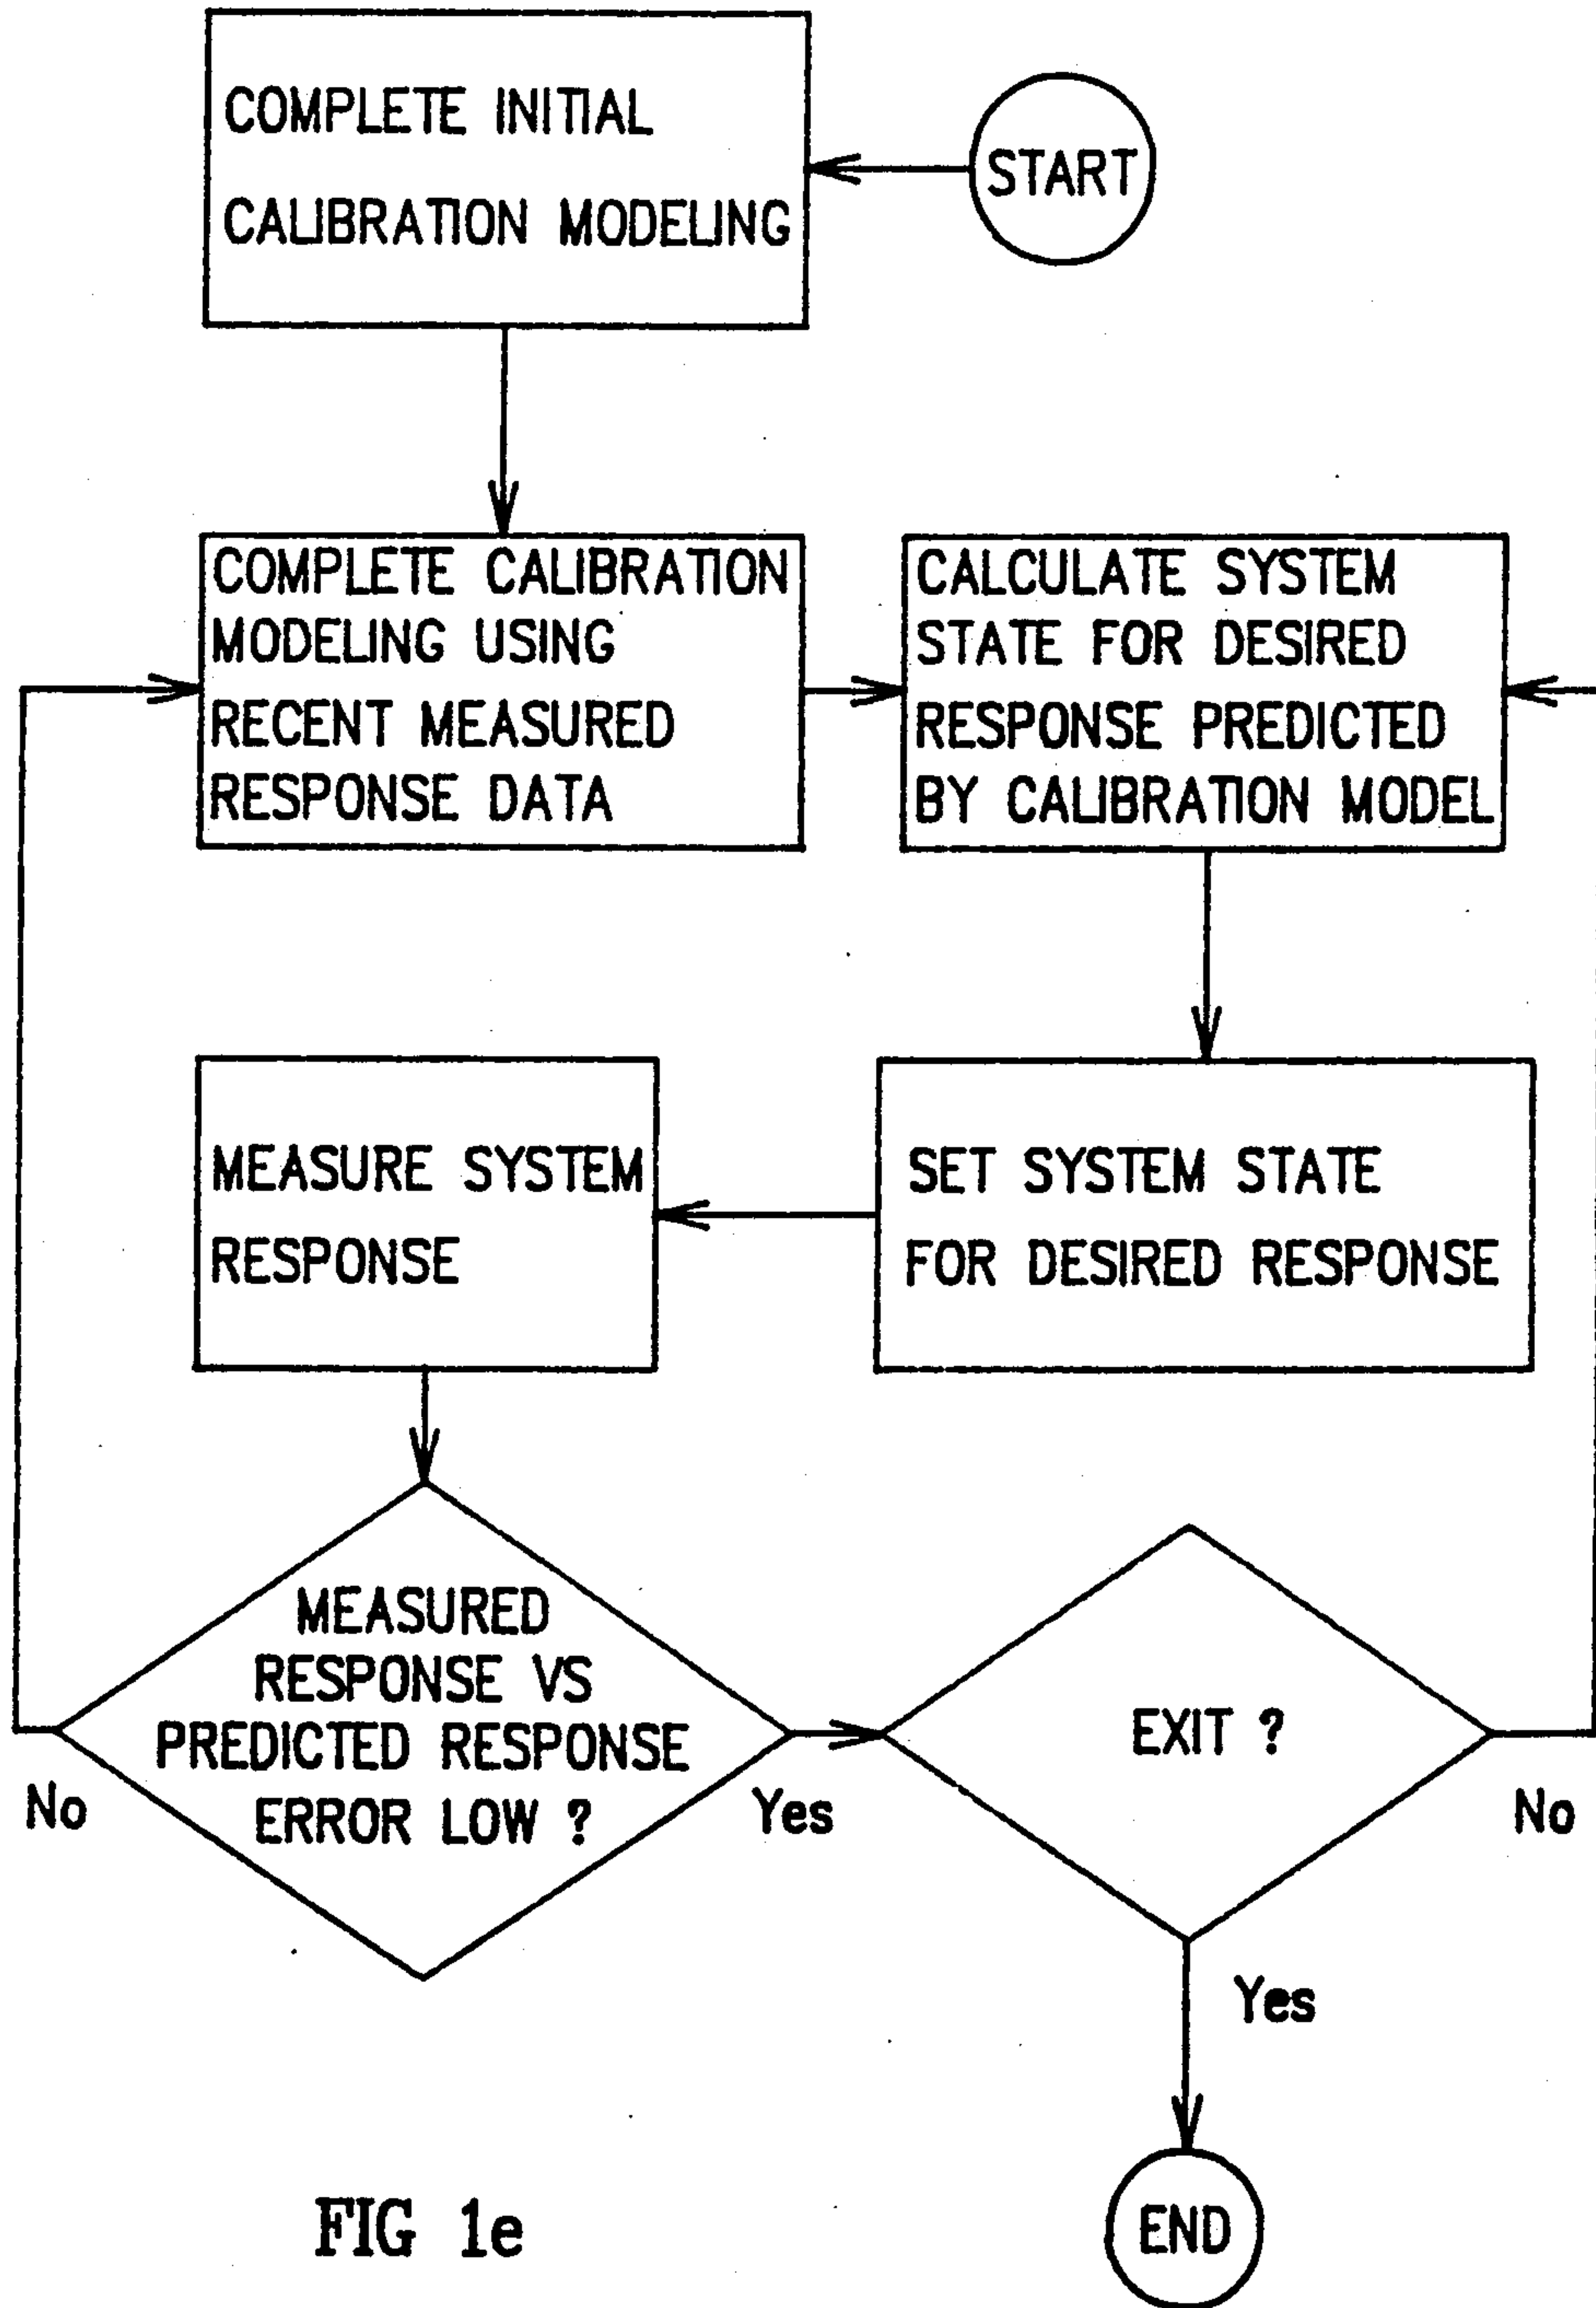 COMPLETE INITIAL
CALIBRATION MODELING
START
COMPLETE CALIBRATION
MODELING USING
RECENT MEASURED
RESPONSE DATA
CALCULATE SYSTEM
STATE FOR DESIRED
RESPONSE PREDICTED
BY CALIBRATION MODEL
MEASURE SYSTEM
RESPONSE
SET SYSTEM STATE
FOR DESIRED RESPONSE
MEASURED
RESPONSE VS
PREDICTED RESPONSE
ERROR LOW ?
No
Yes
EXIT ?
No
Yes
END
FIG 1e